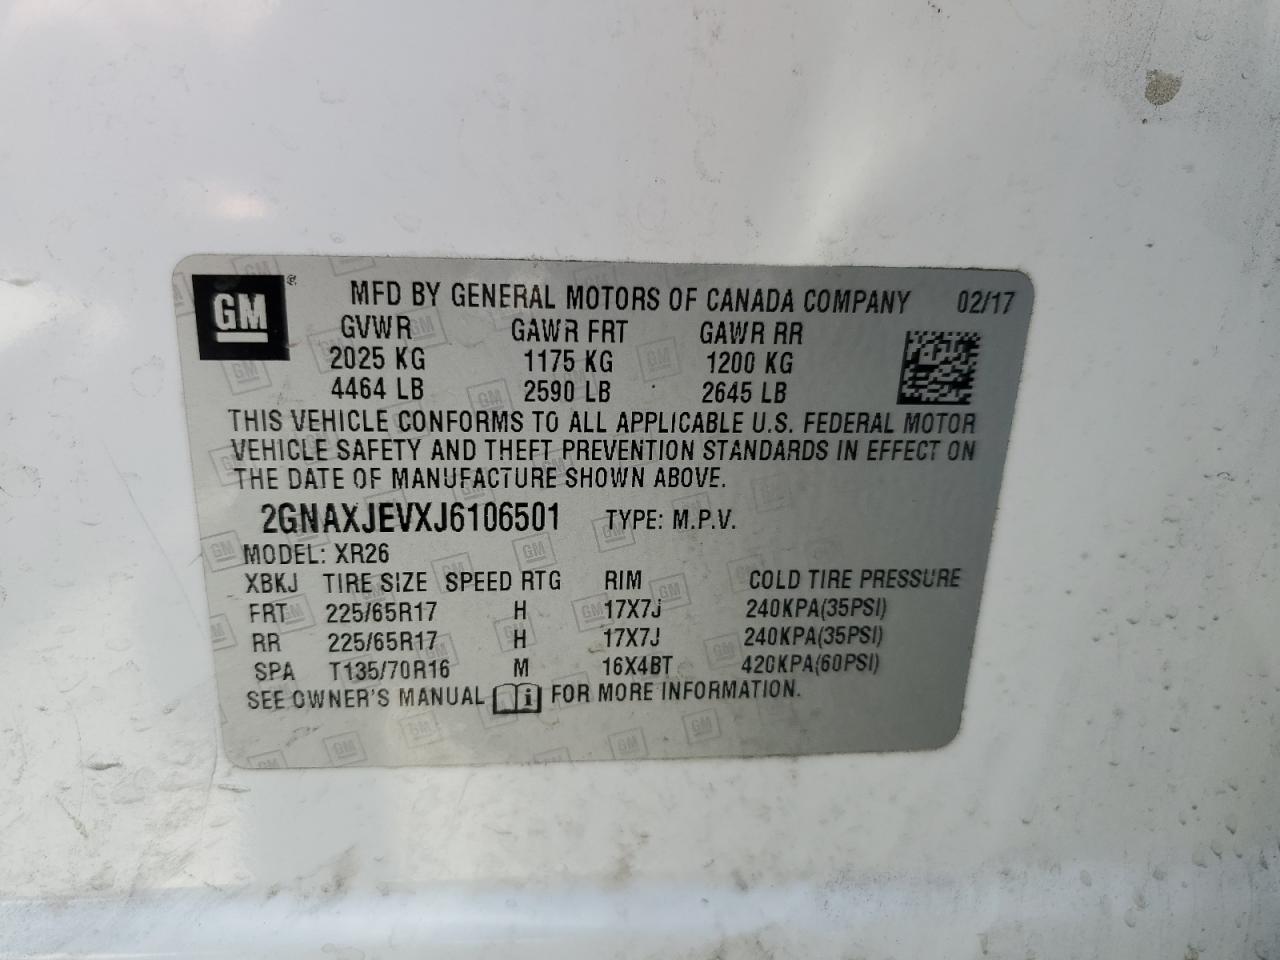 GM ® MFD BY GENERAL MOTORS OF CANADA COMPANY 02/17
GVWR GAWR FRT GAWR RR
2025 KG 1175 KG 1200 KG
4464 LB 2590 LB 2645 LB
THIS VEHICLE CONFORMS TO ALL APPLICABLE U.S. FEDERAL MOTOR
VEHICLE SAFETY AND THEFT PREVENTION STANDARDS IN EFFECT ON
THE DATE OF MANUFACTURE SHOWN ABOVE.
2GNAXJEVXJ6106501 TYPE: M.P.V.
MODEL: XR26
XBKJ TIRE SIZE SPEED RTG RIM COLD TIRE PRESSURE
FRT 225/65R17 H 17X7J 240KPA(35PSI)
RR 225/65R17 H 17X7J 240KPA(35PSI)
SPA T135/70R16 M 16X4BT 420KPA(60PSI)
SEE OWNER'S MANUAL i FOR MORE INFORMATION.